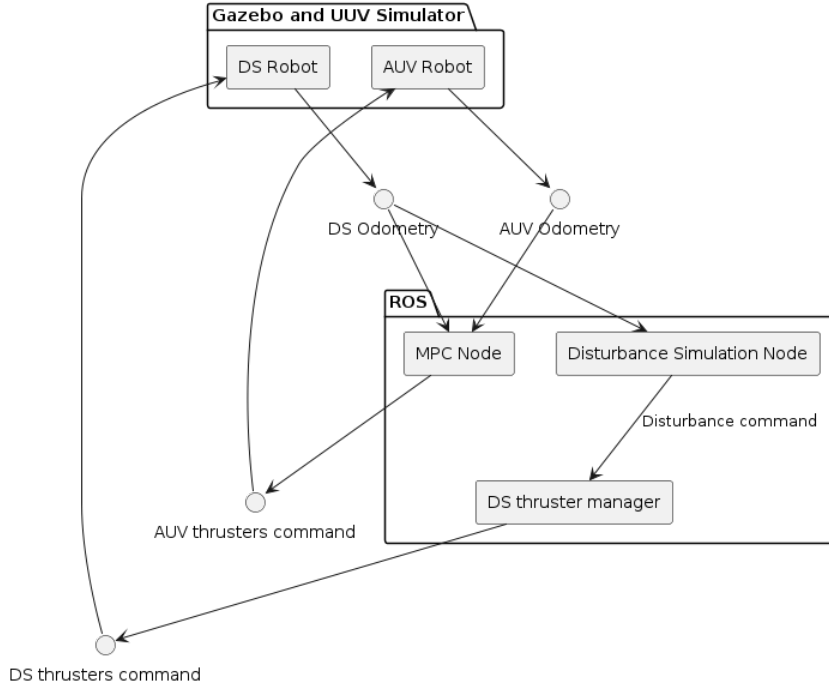 Gazebo and UUV Simulator
DS Robot
AUV Robot
DS Odometry
AUV Odometry
ROS
MPC Node
Disturbance Simulation Node
Disturbance command
DS thruster manager
AUV thrusters command
DS thrusters command